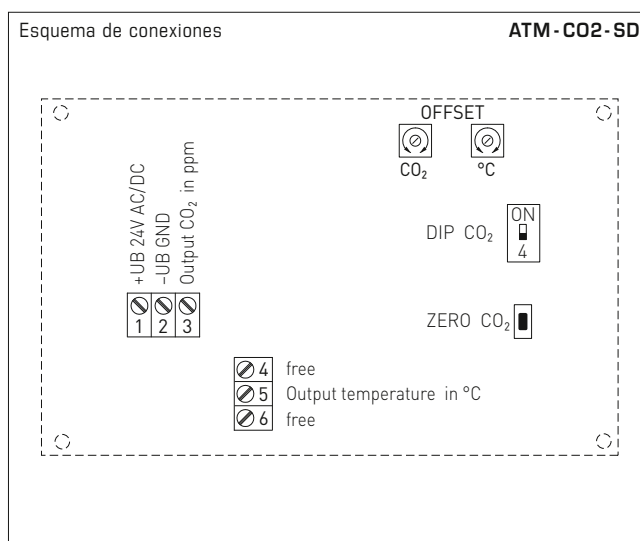 Esquema de conexiones
ATM-CO2-SD
OFFSET
CO₂
°C
+UB 24V AC/DC
-UB GND
Output CO₂ in ppm
1 2 3
DIP CO₂
ON
4
ZERO CO₂
4 free
5 Output temperature in °C
6 free